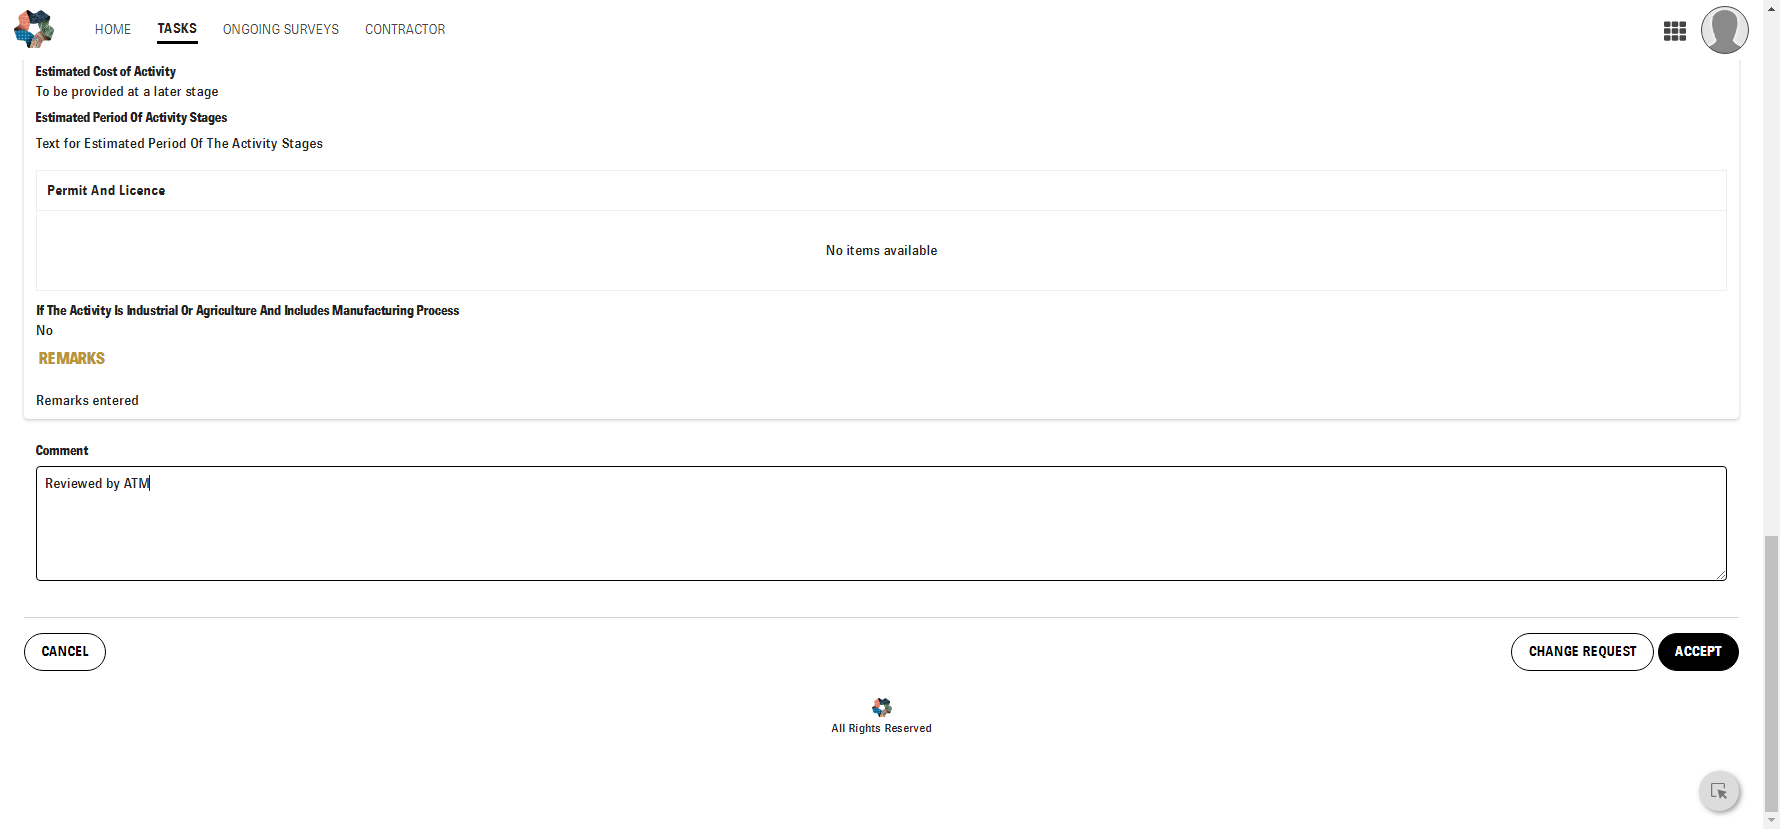 HOME TASKS ONGOING SURVEYS CONTRACTOR
Estimated Cost of Activity
To be provided at a later stage
Estimated Period Of Activity Stages
Text for Estimated Period Of The Activity Stages
Permit And Licence
No items available
If The Activity Is Industrial Or Agriculture And Includes Manufacturing Process
No
REMARKS
Remarks entered
Comment
Reviewed by ATM
CANCEL CHANGE REQUEST ACCEPT
All Rights Reserved